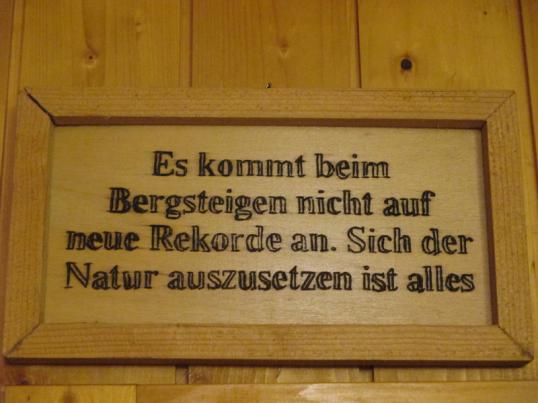 Es kommt beim
Bergsteigen nicht auf
neue Rekorde an. Sich der
Natur auszusetzen ist alles